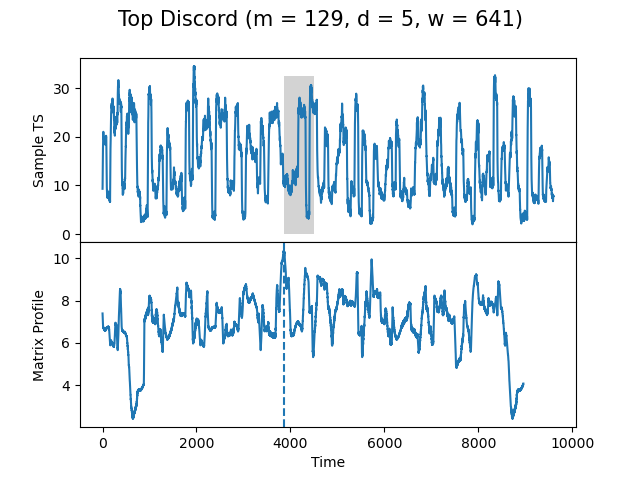 Top Discord (m = 129, d = 5, w = 641)
Sample TS
30
20
10
0
Matrix Profile
10
8
6
4
0 2000 4000 6000 8000 10000
Time